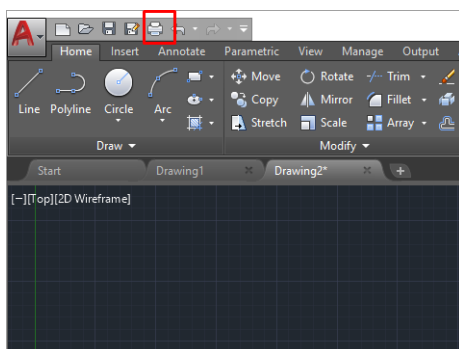 A
Home Insert Annotate Parametric View Manage Output
Line Polyline Circle Arc
Move Rotate Trim
Copy Mirror Fillet
Stretch Scale Array
Draw Modify
Start Drawing1 Drawing2*
[−][Top][2D Wireframe]